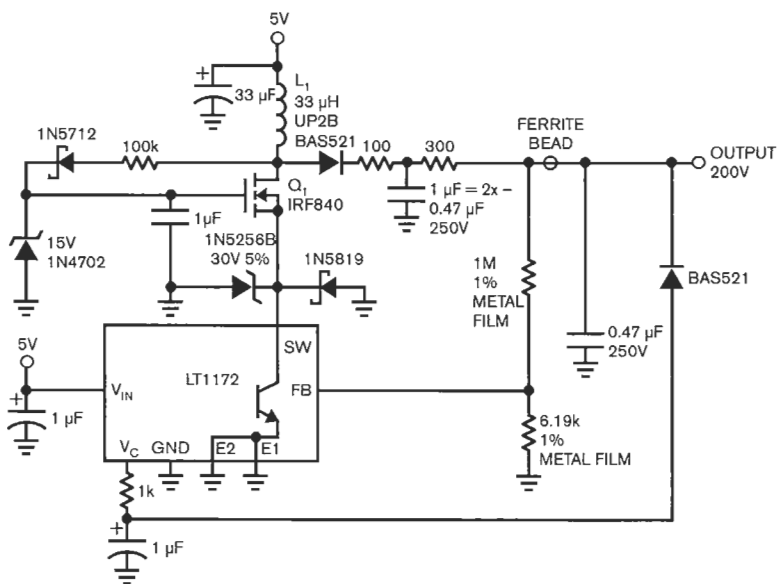 5V
+
33 µF
L1
33 µH
UP2B
BAS521
1N5712
100k
100
300
FERRITE
BEAD
OUTPUT
200V
Q1
IRF840
1 µF = 2x –
0.47 µF
250V
1µF
15V
1N4702
1N5256B
30V 5%
1N5819
1M
1%
METAL
FILM
BAS521
0.47 µF
250V
5V
+
1 µF
VIN
LT1172
SW
FB
VC
GND
E2
E1
6.19k
1%
METAL FILM
1k
+
1 µF